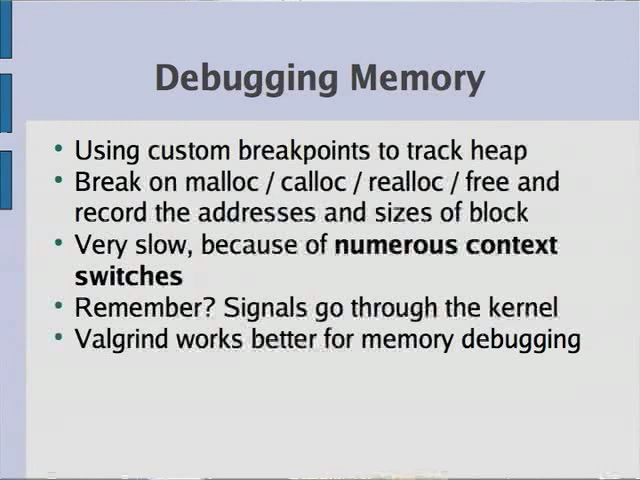 Debugging Memory
• Using custom breakpoints to track heap
• Break on malloc / calloc / realloc / free and
record the addresses and sizes of block
• Very slow, because of numerous context
switches
• Remember? Signals go through the kernel
• Valgrind works better for memory debugging